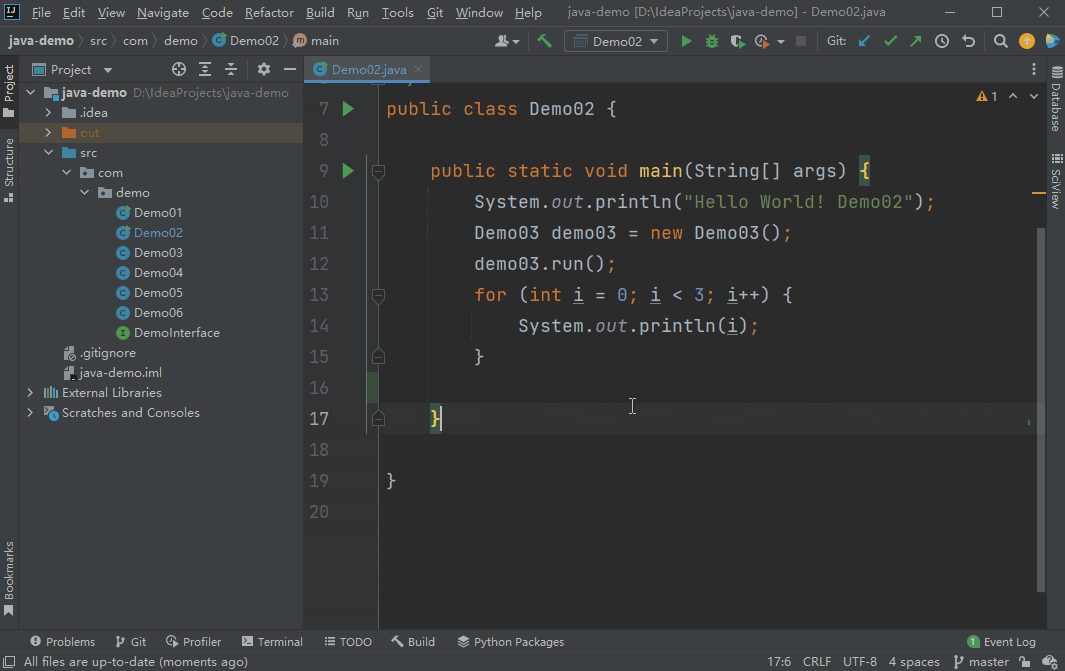 File Edit View Navigate Code Refactor Build Run Tools Git Window Help java-demo [D:\IdeaProjects\java-demo] - Demo02.java
java-demo src com demo Demo02 main Demo02 Git:
Project
Demo02.java
java-demo D:\IdeaProjects\java-demo
.idea
out
src
com
demo
Demo01
Demo02
Demo03
Demo04
Demo05
Demo06
DemoInterface
.gitignore
java-demo.iml
External Libraries
Scratches and Consoles
1
7 public class Demo02 {
8
9 public static void main(String[] args) {
10 System.out.println("Hello World! Demo02");
11 Demo03 demo03 = new Demo03();
12 demo03.run();
13 for (int i = 0; i < 3; i++) {
14 System.out.println(i);
15 }
16
17 }
18
19 }
20
Project
Structure
Bookmarks
Database
SciView
Problems Git Profiler Terminal TODO Build Python Packages 1 Event Log
All files are up-to-date (moments ago) 17:6 CRLF UTF-8 4 spaces master